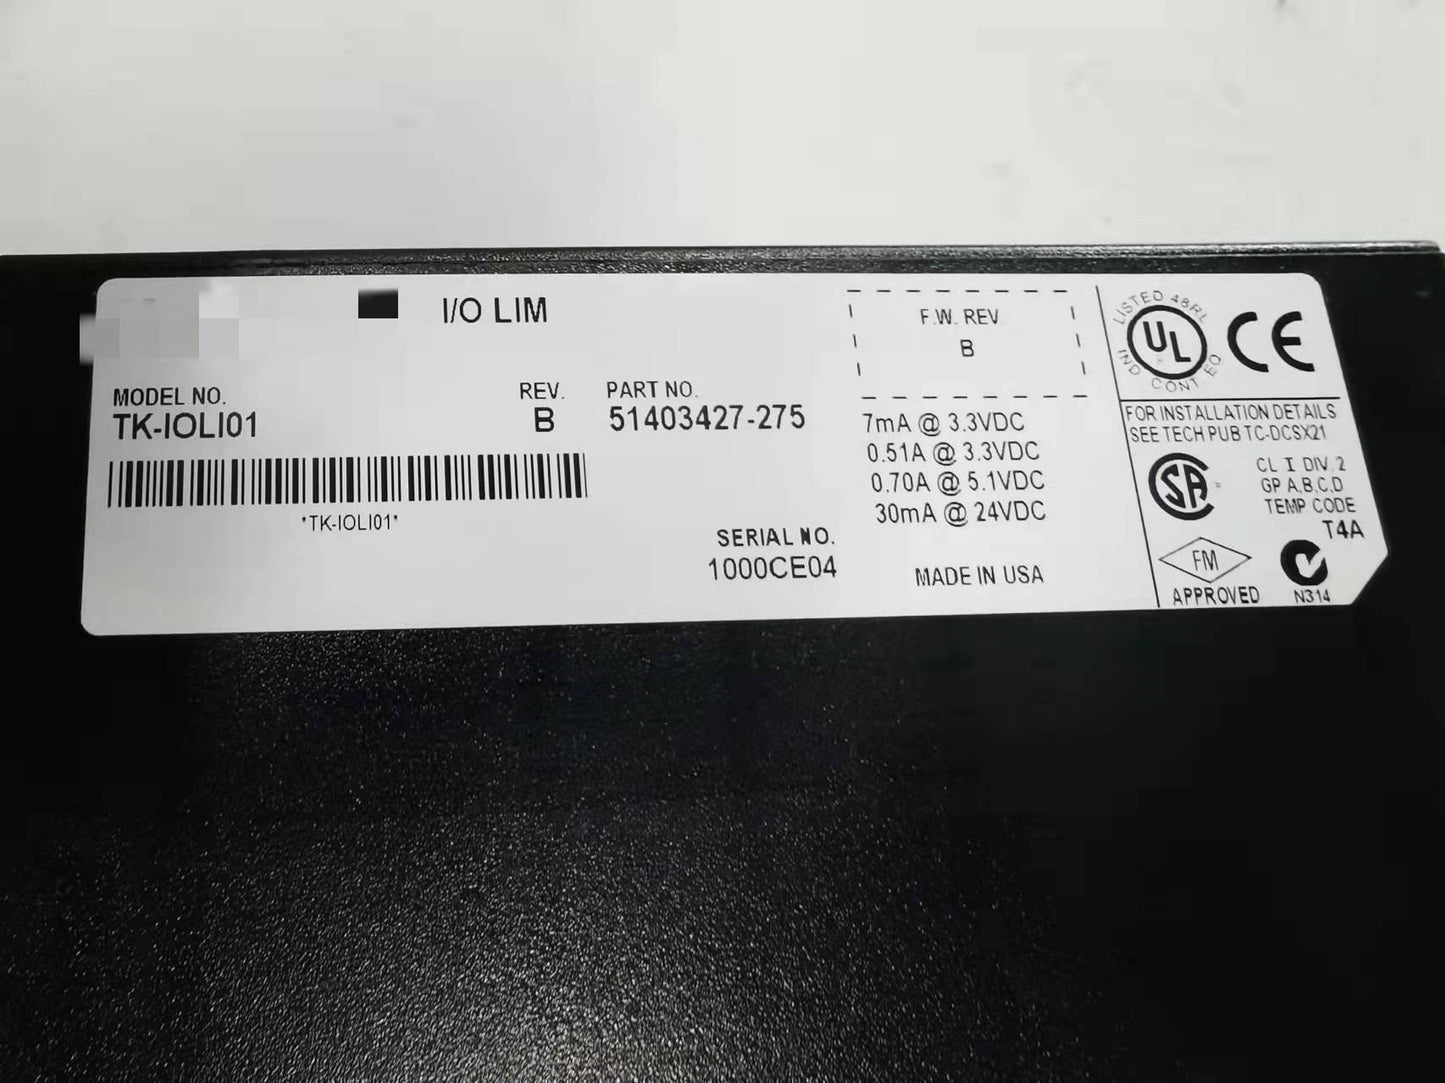 I/O LIM
MODEL NO.
TK-IOLI01
REV.
B
PART NO.
51403427-275
*TK-IOLI01*
SERIAL NO.
1000CE04
F.W. REV.
B
7mA @ 3.3VDC
0.51A @ 3.3VDC
0.70A @ 5.1VDC
30mA @ 24VDC
MADE IN USA
LISTED 48RL
UL
IND CONT EQ
CE
FOR INSTALLATION DETAILS
SEE TECH PUB TC-DCSX21
SA
CL I DIV. 2
GP A,B,C,D
TEMP CODE
T4A
FM
APPROVED
N314